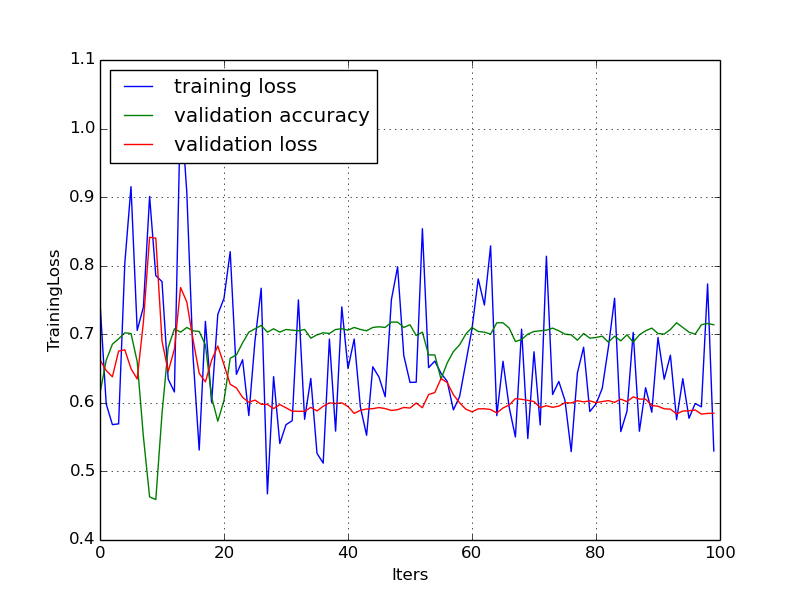 1.1
1.0
0.9
0.8
0.7
0.6
0.5
0.4
TrainingLoss
training loss
validation accuracy
validation loss
0 20 40 60 80 100
Iters